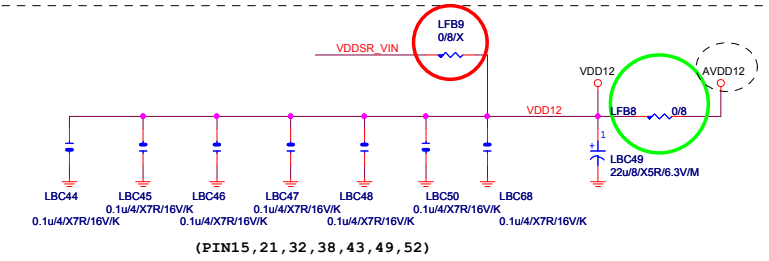 LFB9
0/8/X
VDDSR_VIN
VDD12
AVDD12
VDD12
LFB8
0/8
1
+
LBC49
22u/8/X5R/6.3V/M
LBC44
LBC45
LBC46
LBC47
LBC48
LBC50
LBC68
0.1u/4/X7R/16V/K
0.1u/4/X7R/16V/K
0.1u/4/X7R/16V/K
0.1u/4/X7R/16V/K
0.1u/4/X7R/16V/K
0.1u/4/X7R/16V/K
0.1u/4/X7R/16V/K
(PIN15,21,32,38,43,49,52)